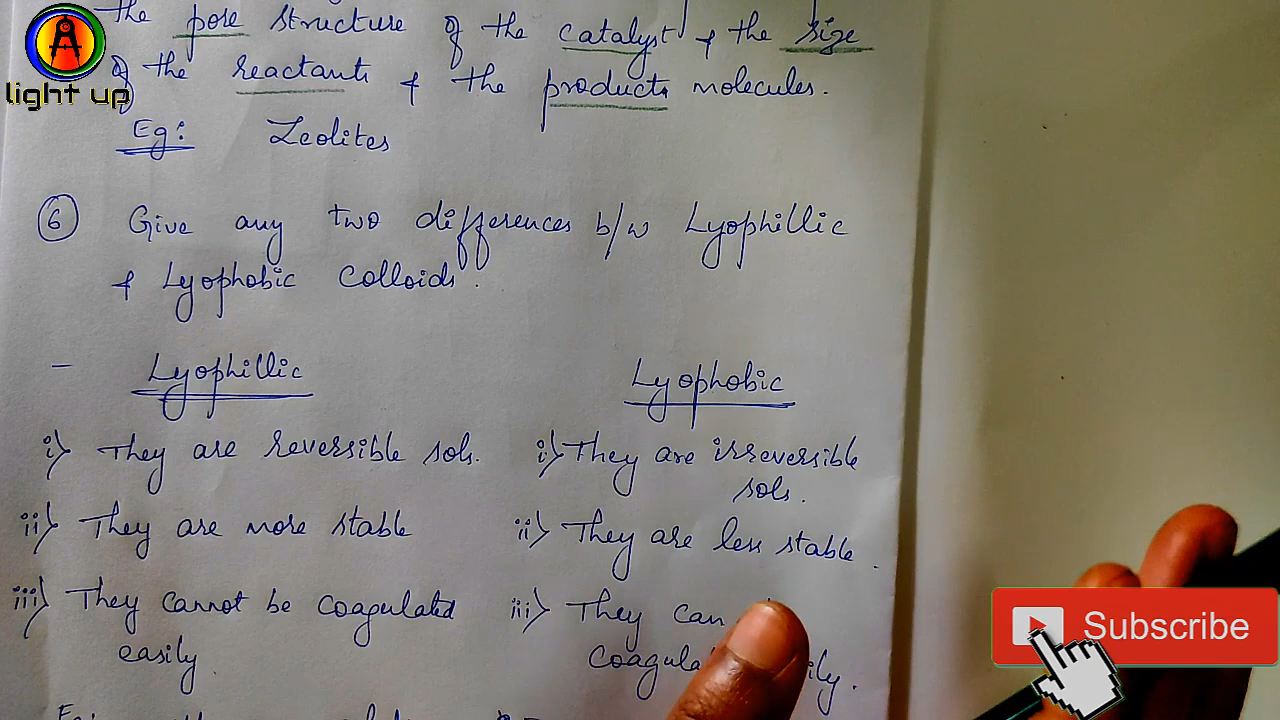 light up
the pore structure of the catalyst & the size
of the reactants & the products molecules.
Eg: Zeolites
6 Give any two differences b/w Lyophillic
& Lyophobic Colloids.
- Lyophillic Lyophobic
i) They are reversible sols. i) They are irreversible
sols.
ii) They are more stable ii) They are less stable.
iii) They cannot be coagulated iii) They can
easily.
Subscribe